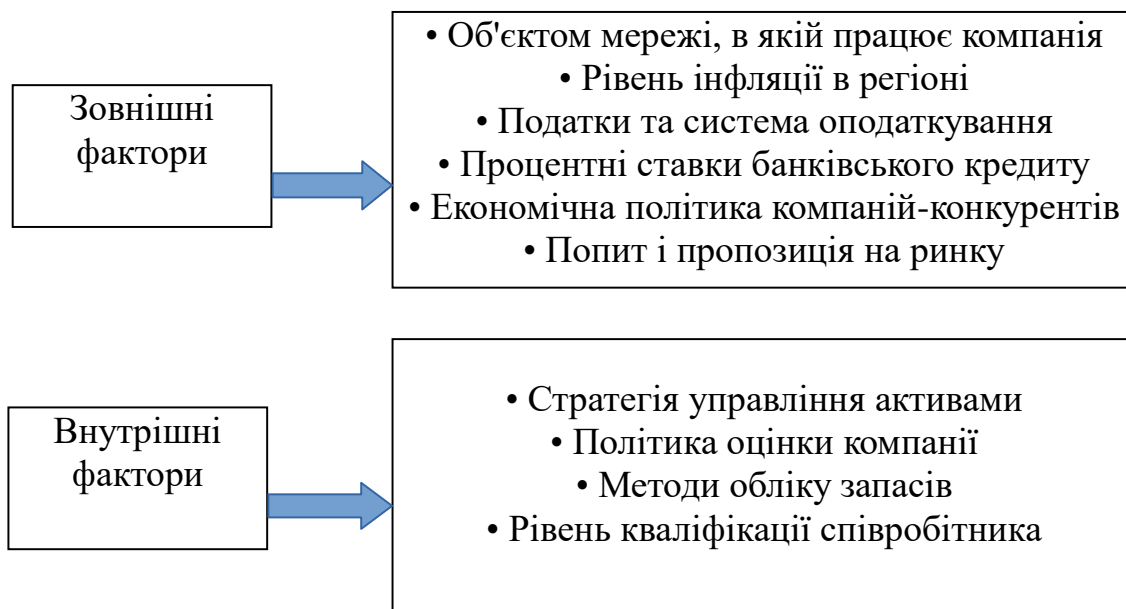 Зовнішні
фактори
• Об'єктом мережі, в якій працює компанія
• Рівень інфляції в регіоні
• Податки та система оподаткування
• Процентні ставки банківського кредиту
• Економічна політика компаній-конкурентів
• Попит і пропозиція на ринку
Внутрішні
фактори
• Стратегія управління активами
• Політика оцінки компанії
• Методи обліку запасів
• Рівень кваліфікації співробітника